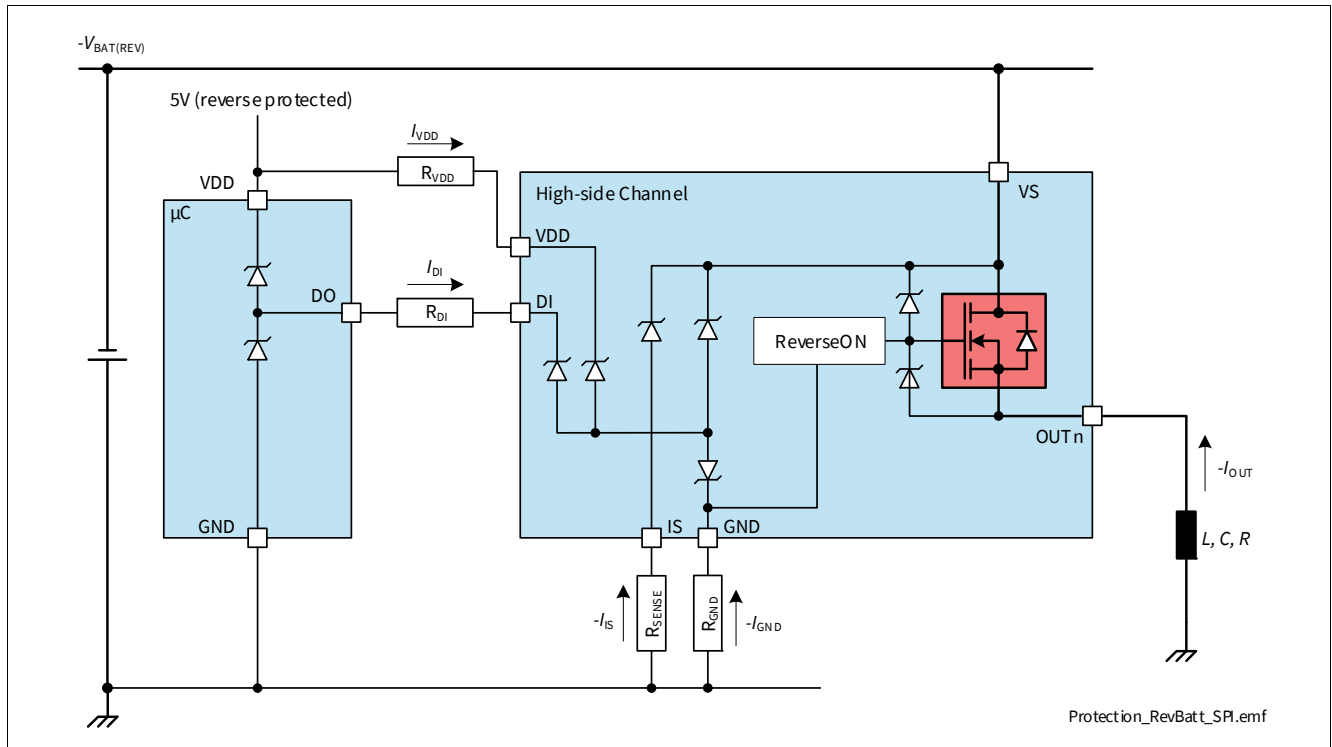 -VBAT(REV)
5V (reverse protected)
IVDD
RVDD
VDD
µC
High-side Channel
VS
VDD
IDI
DO
RDI
DI
ReverseON
OUTn
-IOUT
GND
IS
GND
L, C, R
-IIS
RSENSE
RGND
-IGND
Protection_RevBatt_SPI.emf